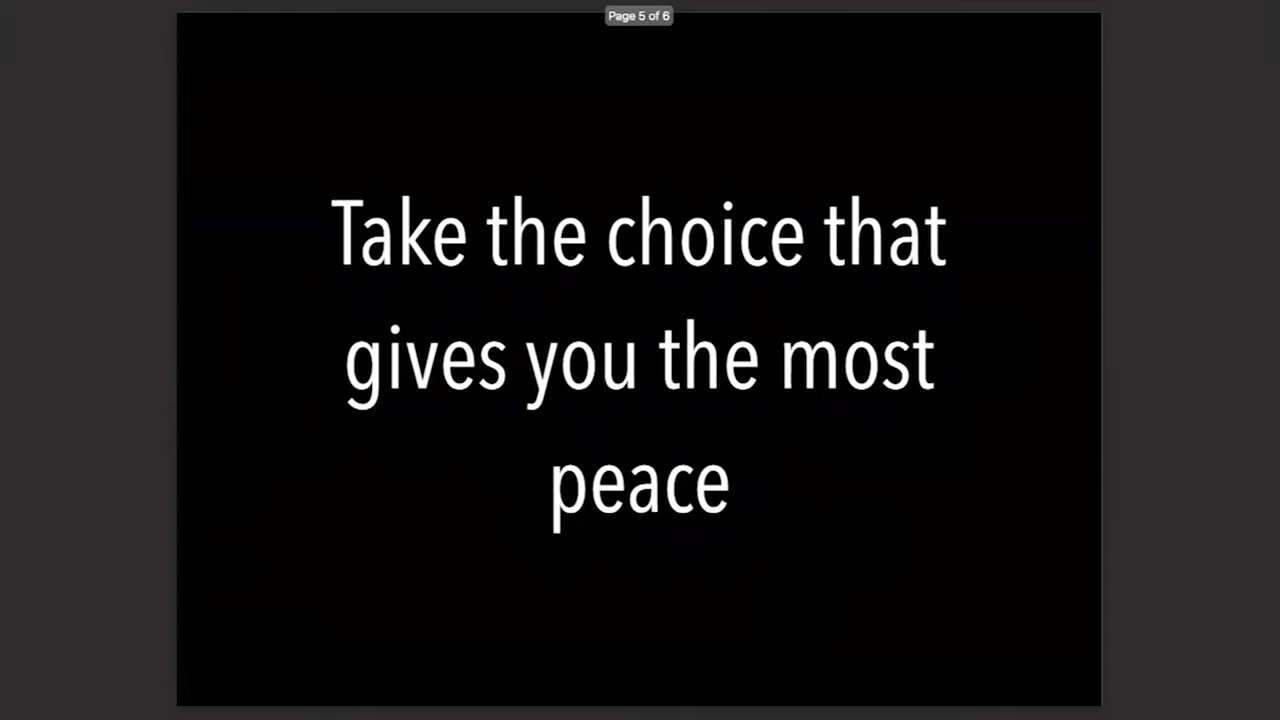 Page 5 of 6
Take the choice that
gives you the most
peace